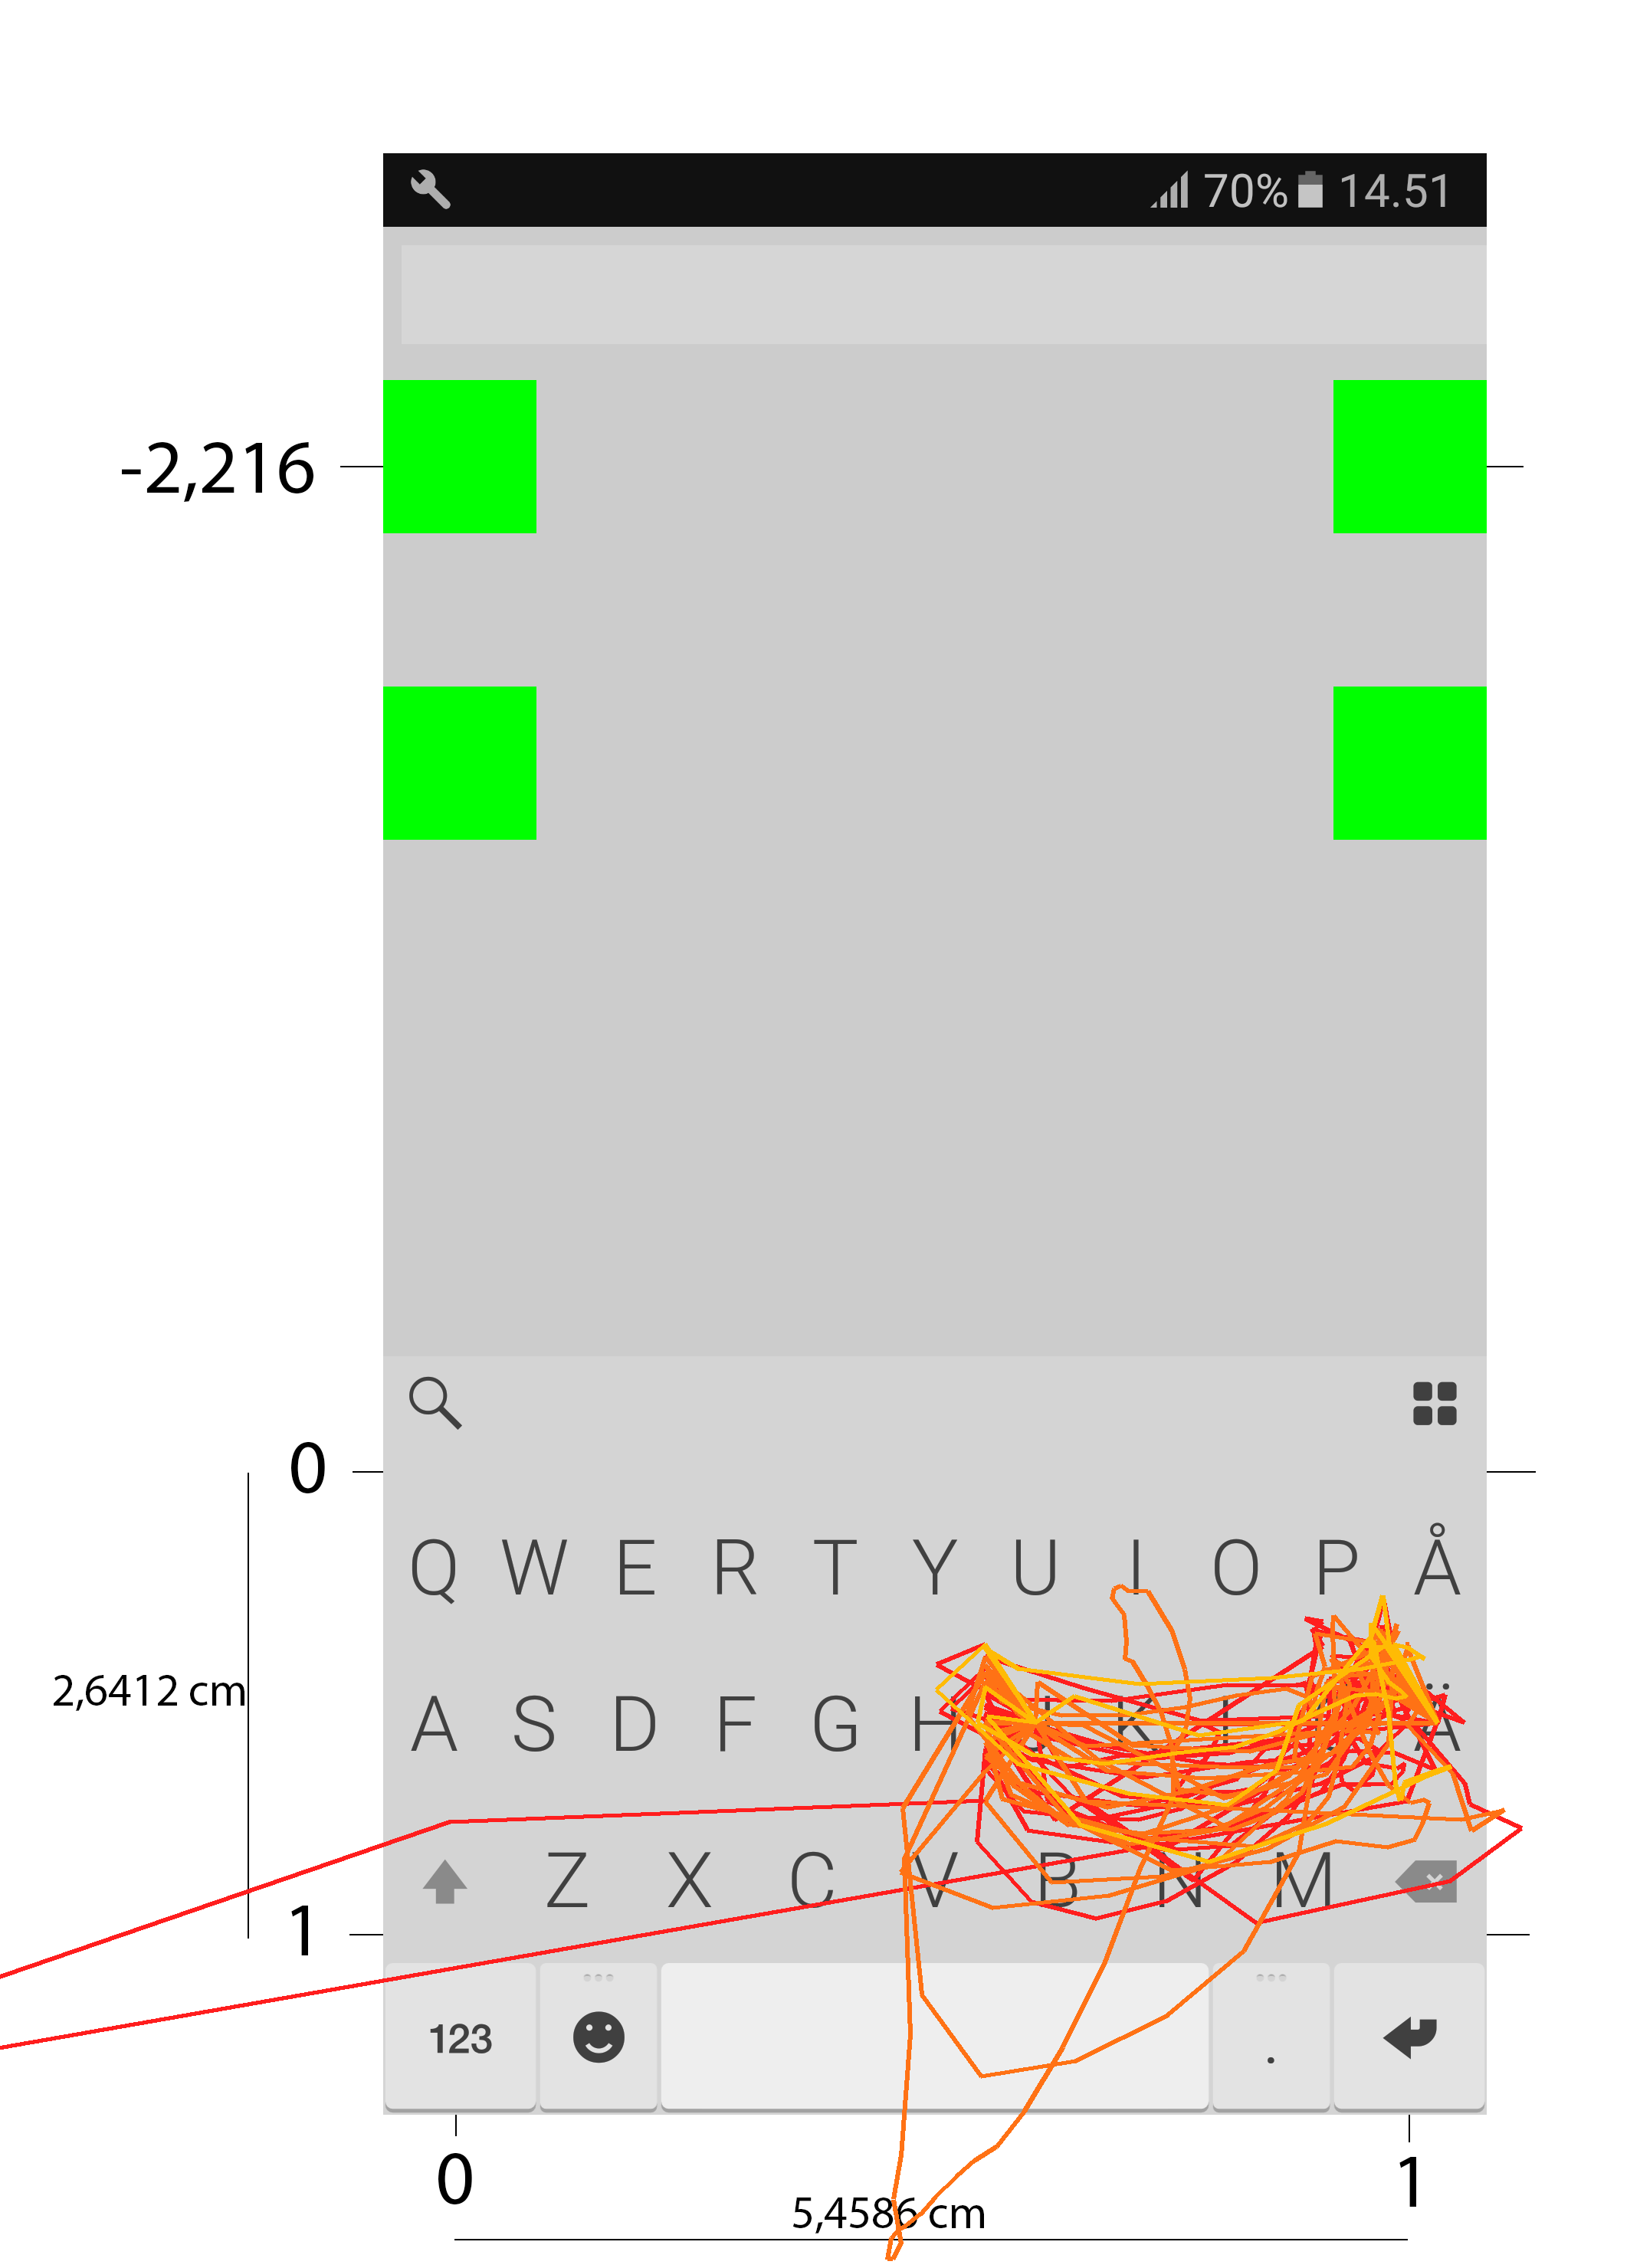 70% 14.51
-2,216
0
Q W E R T Y U I O P Å
2,6412 cm
A S D F G H J K L Ä
Z X C V B N M
1
123 .
0 1
5,4586 cm